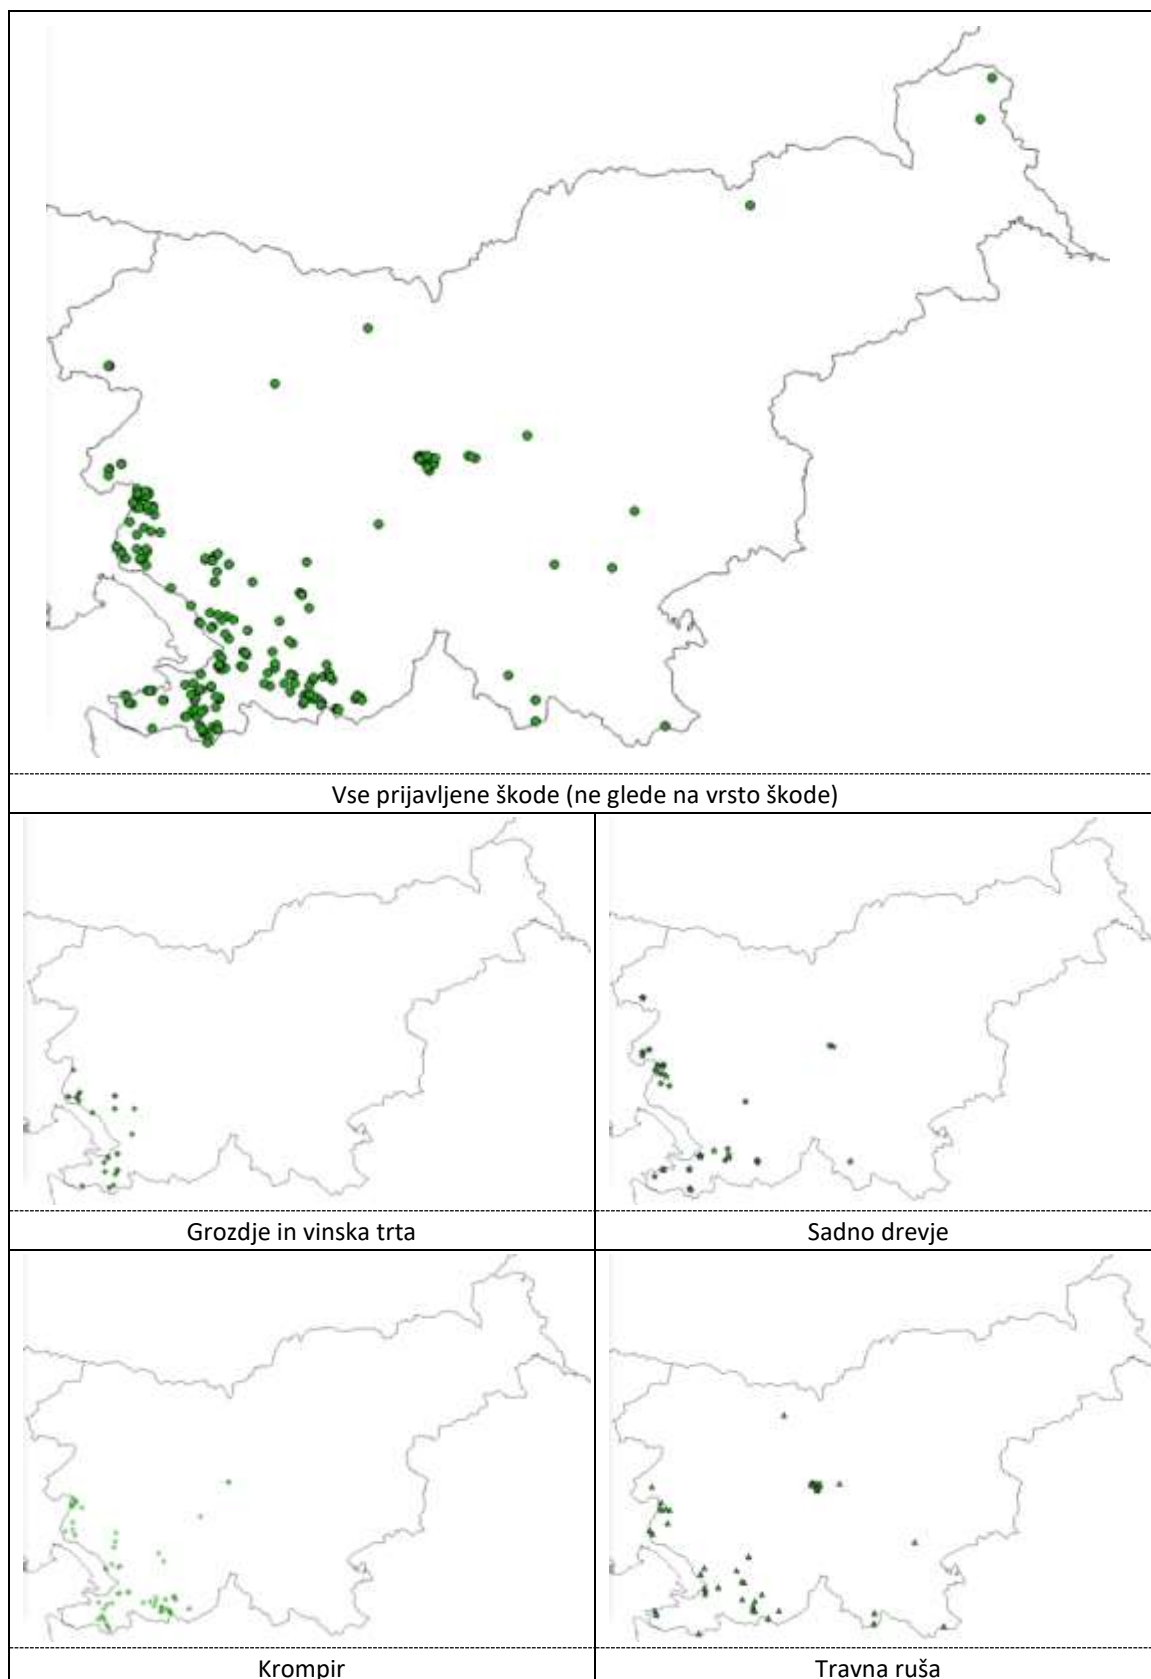 Vse prijavljene škode (ne glede na vrsto škode)
Grozdje in vinska trta
Sadno drevje
Krompir
Travna ruša